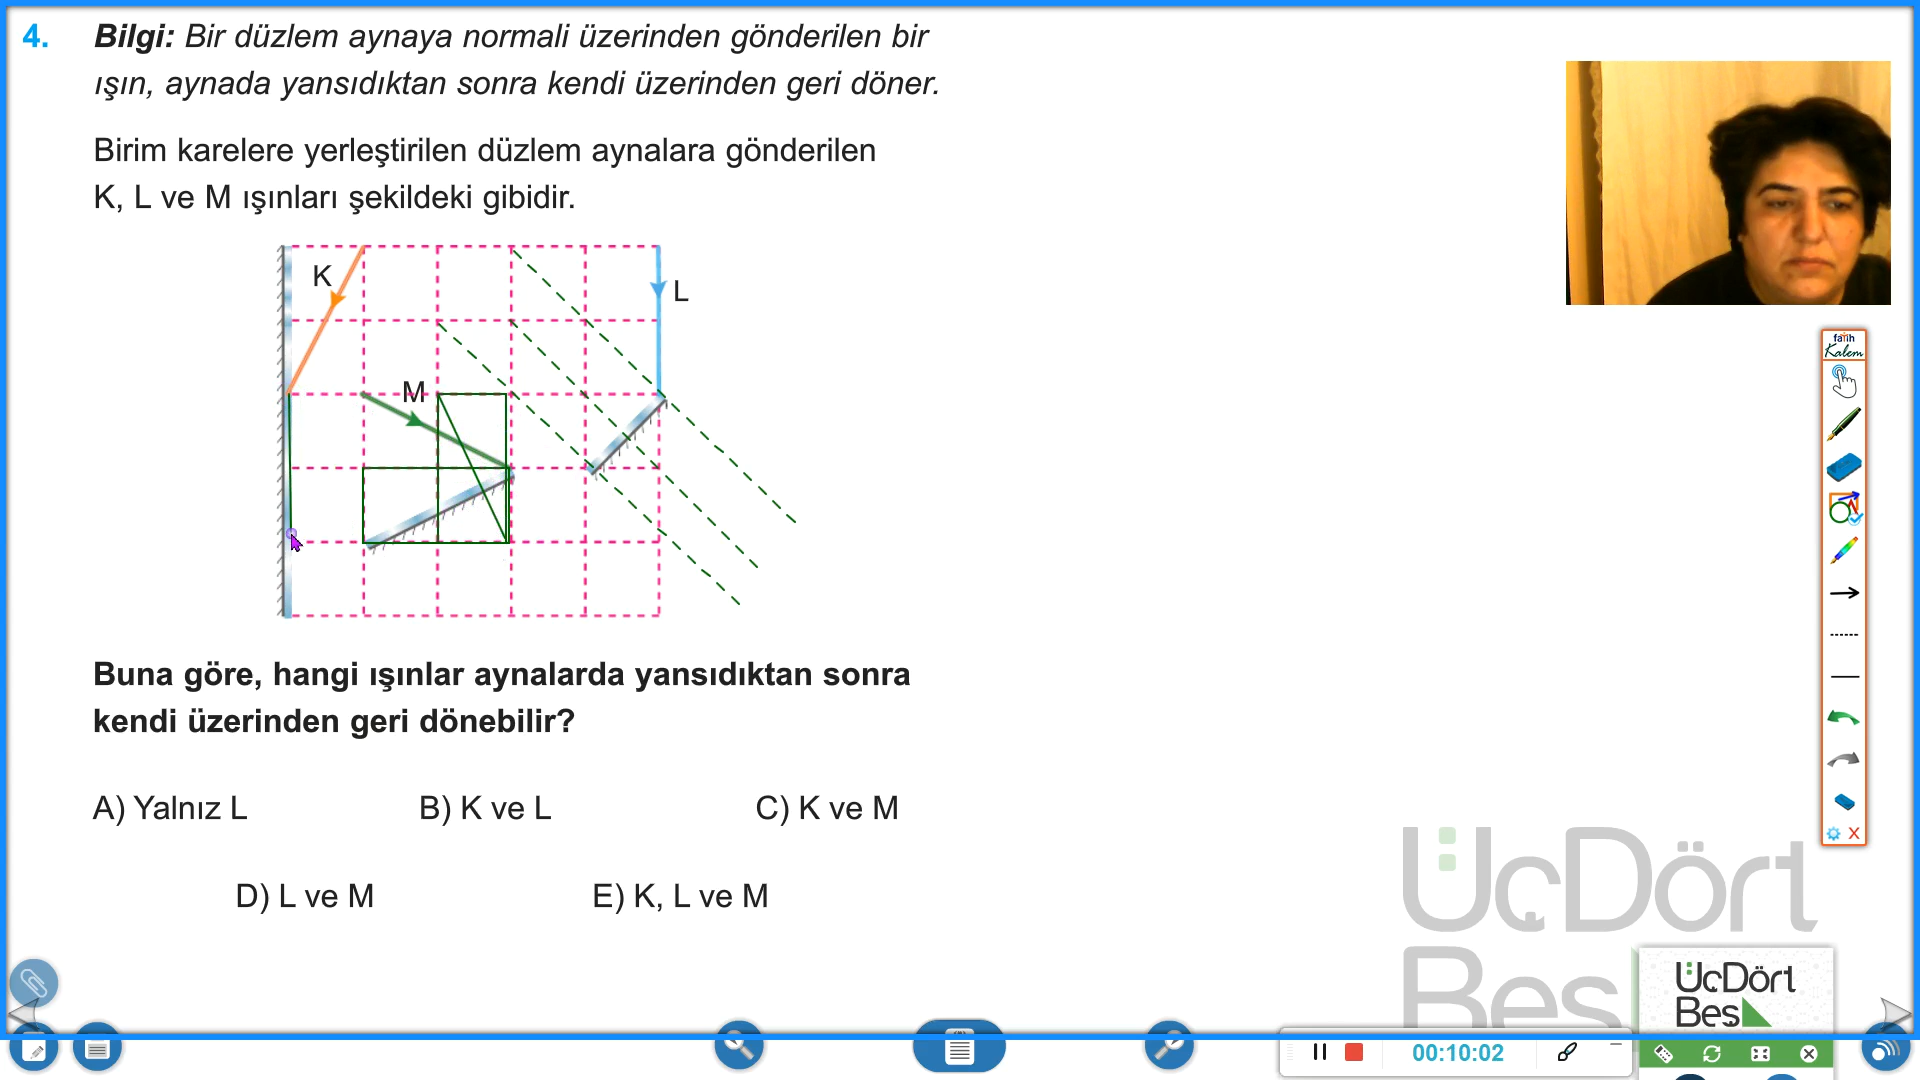 4. Bilgi: Bir düzlem aynaya normali üzerinden gönderilen bir
ışın, aynada yansıdıktan sonra kendi üzerinden geri döner.
Birim karelere yerleştirilen düzlem aynalara gönderilen
K, L ve M ışınları şekildeki gibidir.
K
L
M
Buna göre, hangi ışınlar aynalarda yansıdıktan sonra
kendi üzerinden geri dönebilir?
A) Yalnız L
B) K ve L
C) K ve M
D) L ve M
E) K, L ve M
fatih
Kalem
X
ÜçDört
Beş
ÜçDört
Beş
00:10:02